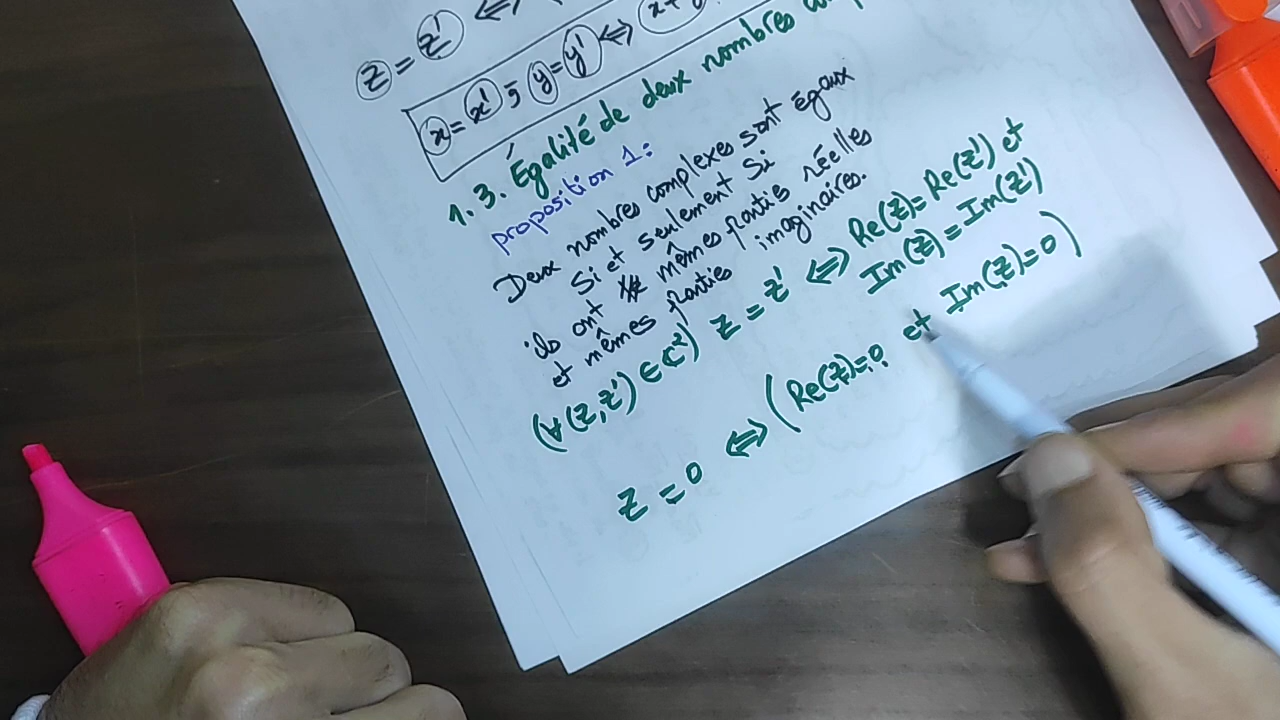 z = z' ⟺
x = x' ; y = y' ⟺
1.3. Égalité de deux nombres
proposition 1:
Deux nombres complexes sont égaux
Si et seulement Si
ils ont mêmes parties réelles
et mêmes parties imaginaires.
(∀(z,z') ∈ ℂ²) z = z' ⟺ Re(z) = Re(z') et
Im(z) = Im(z')
z = 0 ⟺ (Re(z)=0 et Im(z)=0)